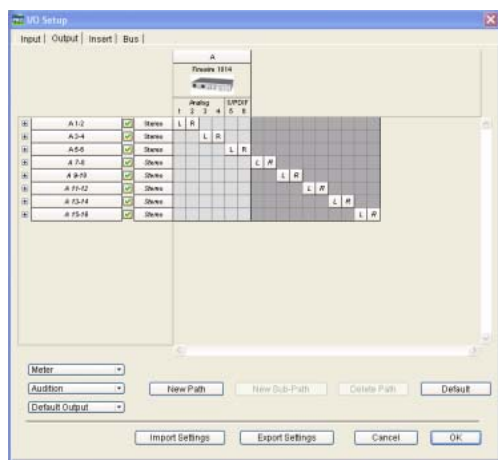 I/O Setup
Input | Output | Insert | Bus |
A
Firewire 1814
Analog S/PDIF
1 2 3 4 5 6
A 1-2 Stereo L R
A 3-4 Stereo L R
A 5-6 Stereo L R
A 7-8 Stereo L R
A 9-10 Stereo L R
A 11-12 Stereo L R
A 13-14 Stereo L R
A 15-16 Stereo L R
Meter
Audition New Path New Sub-Path Delete Path Default
Default Output
Import Settings Export Settings Cancel OK